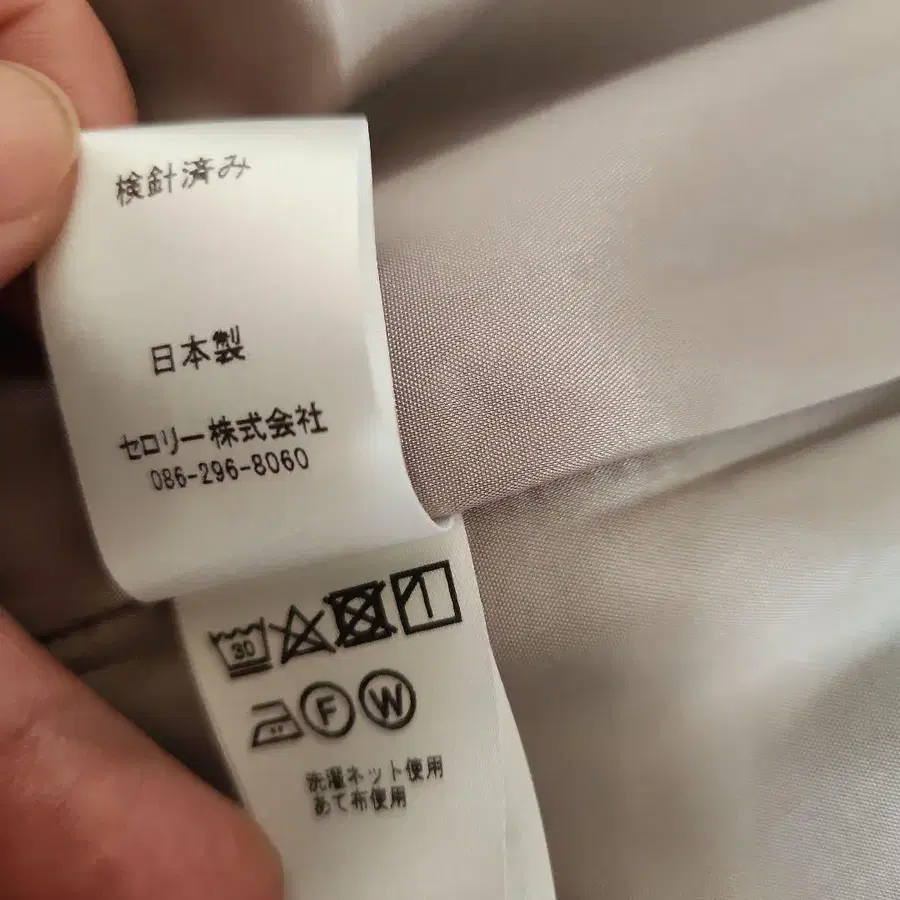 検針済み
日本製
セロリー株式会社
086-296-8060
30
F W
洗濯ネット使用
あて布使用